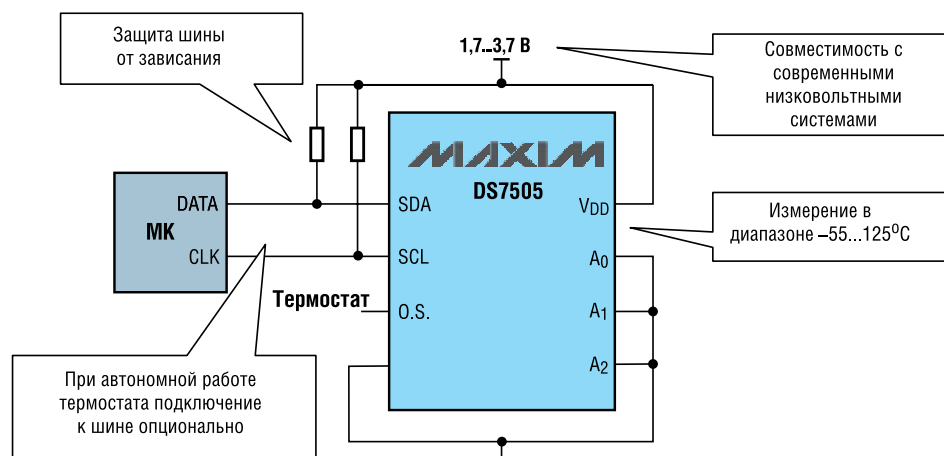 Защита шины
от зависания
1,7...3,7 В
Совместимость с
современными
низковольтными
системами
MAXIM
DS7505
DATA
МК
CLK
SDA
SCL
O.S.
VDD
A0
A1
A2
Термостат
Измерение в
диапазоне –55...125⁰C
При автономной работе
термостата подключение
к шине опционально